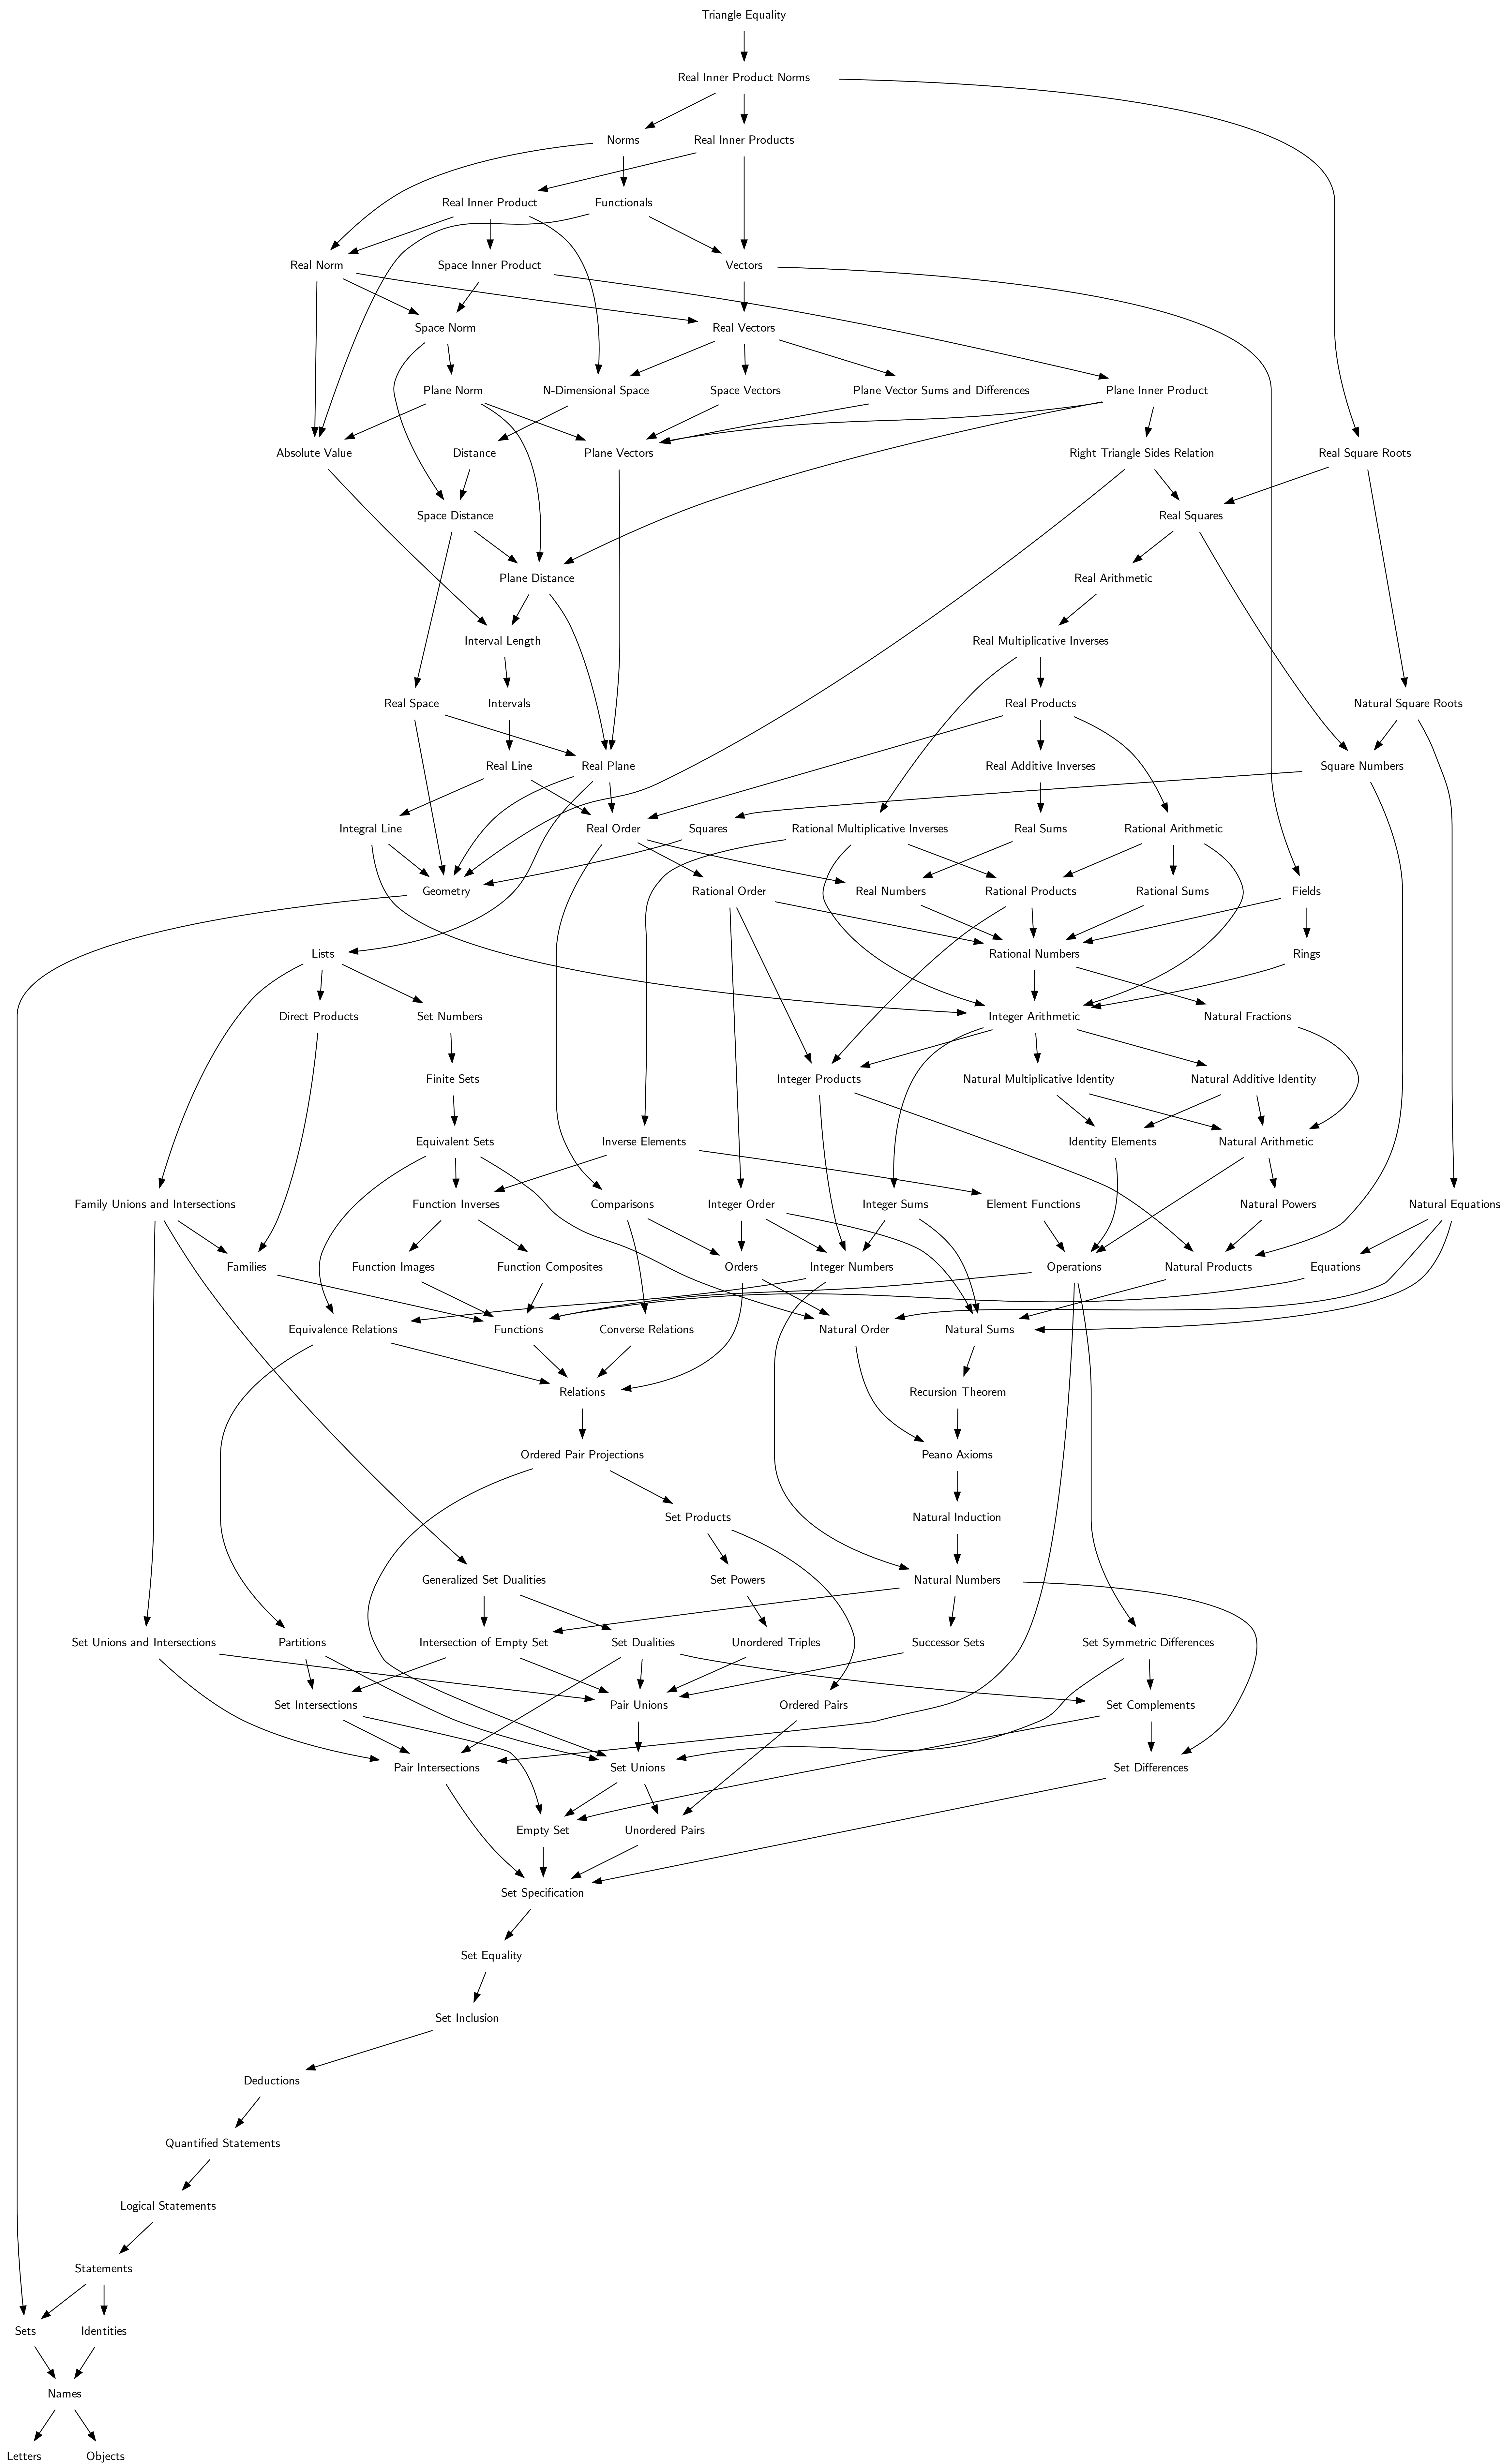 Triangle Equality
Real Inner Product Norms
Norms
Real Inner Products
Real Inner Product
Functionals
Real Norm
Space Inner Product
Vectors
Space Norm
Real Vectors
Plane Norm
N-Dimensional Space
Space Vectors
Plane Vector Sums and Differences
Plane Inner Product
Absolute Value
Distance
Plane Vectors
Right Triangle Sides Relation
Real Square Roots
Space Distance
Real Squares
Plane Distance
Real Arithmetic
Interval Length
Real Multiplicative Inverses
Real Space
Intervals
Real Products
Natural Square Roots
Real Line
Real Plane
Real Additive Inverses
Square Numbers
Integral Line
Real Order
Squares
Rational Multiplicative Inverses
Real Sums
Rational Arithmetic
Geometry
Rational Order
Real Numbers
Rational Products
Rational Sums
Fields
Lists
Rational Numbers
Rings
Direct Products
Set Numbers
Integer Arithmetic
Natural Fractions
Finite Sets
Integer Products
Natural Multiplicative Identity
Natural Additive Identity
Equivalent Sets
Inverse Elements
Identity Elements
Natural Arithmetic
Family Unions and Intersections
Function Inverses
Comparisons
Integer Order
Integer Sums
Element Functions
Natural Powers
Natural Equations
Families
Function Images
Function Composites
Orders
Integer Numbers
Operations
Natural Products
Equations
Equivalence Relations
Functions
Converse Relations
Natural Order
Natural Sums
Relations
Recursion Theorem
Ordered Pair Projections
Peano Axioms
Set Products
Natural Induction
Generalized Set Dualities
Set Powers
Natural Numbers
Set Unions and Intersections
Partitions
Intersection of Empty Set
Set Dualities
Unordered Triples
Successor Sets
Set Symmetric Differences
Set Intersections
Pair Unions
Ordered Pairs
Set Complements
Pair Intersections
Set Unions
Set Differences
Empty Set
Unordered Pairs
Set Specification
Set Equality
Set Inclusion
Deductions
Quantified Statements
Logical Statements
Statements
Sets
Identities
Names
Letters
Objects